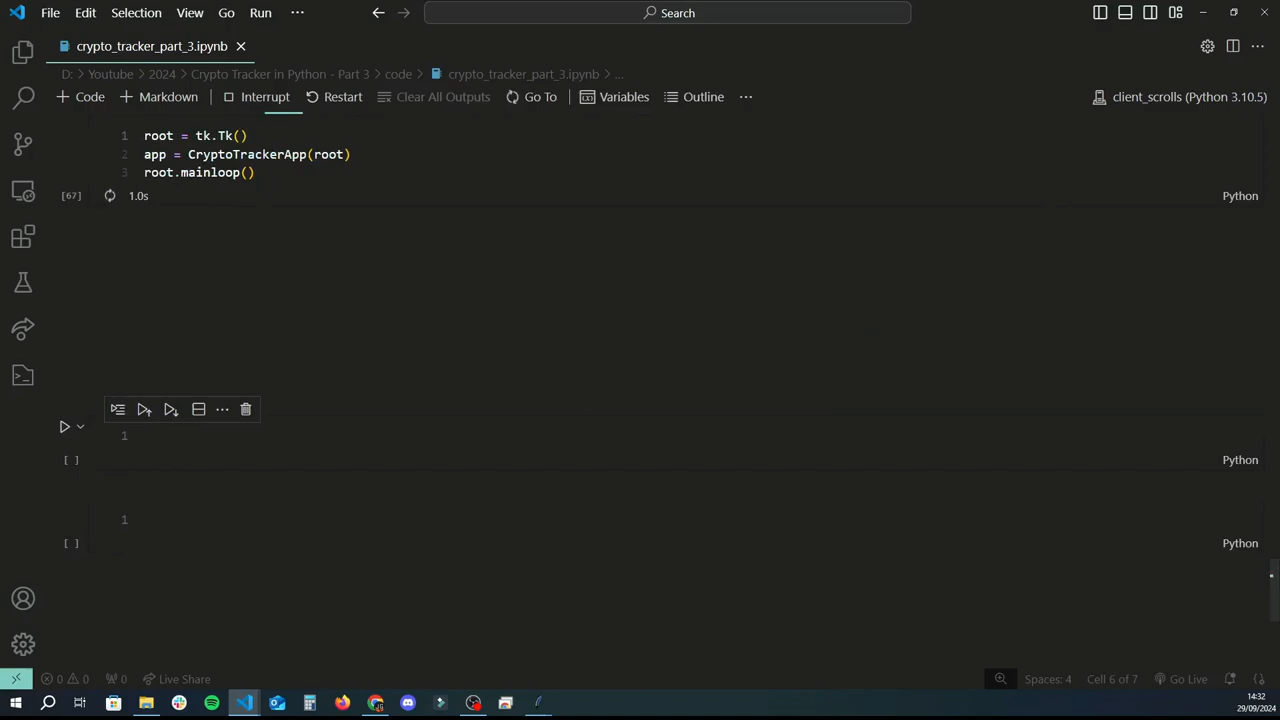 File Edit Selection View Go Run ··· Search
crypto_tracker_part_3.ipynb
D: Youtube > 2024 > Crypto Tracker in Python - Part 3 > code > crypto_tracker_part_3.ipynb > ...
+ Code + Markdown Interrupt Restart Clear All Outputs Go To Variables Outline ··· client_scrolls (Python 3.10.5)
1 root = tk.Tk()
2 app = CryptoTrackerApp(root)
3 root.mainloop()
[67] 1.0s Python
1
[ ] Python
1
[ ] Python
0 0 0 Live Share Spaces: 4 Cell 6 of 7 Go Live
14:32
29/09/2024